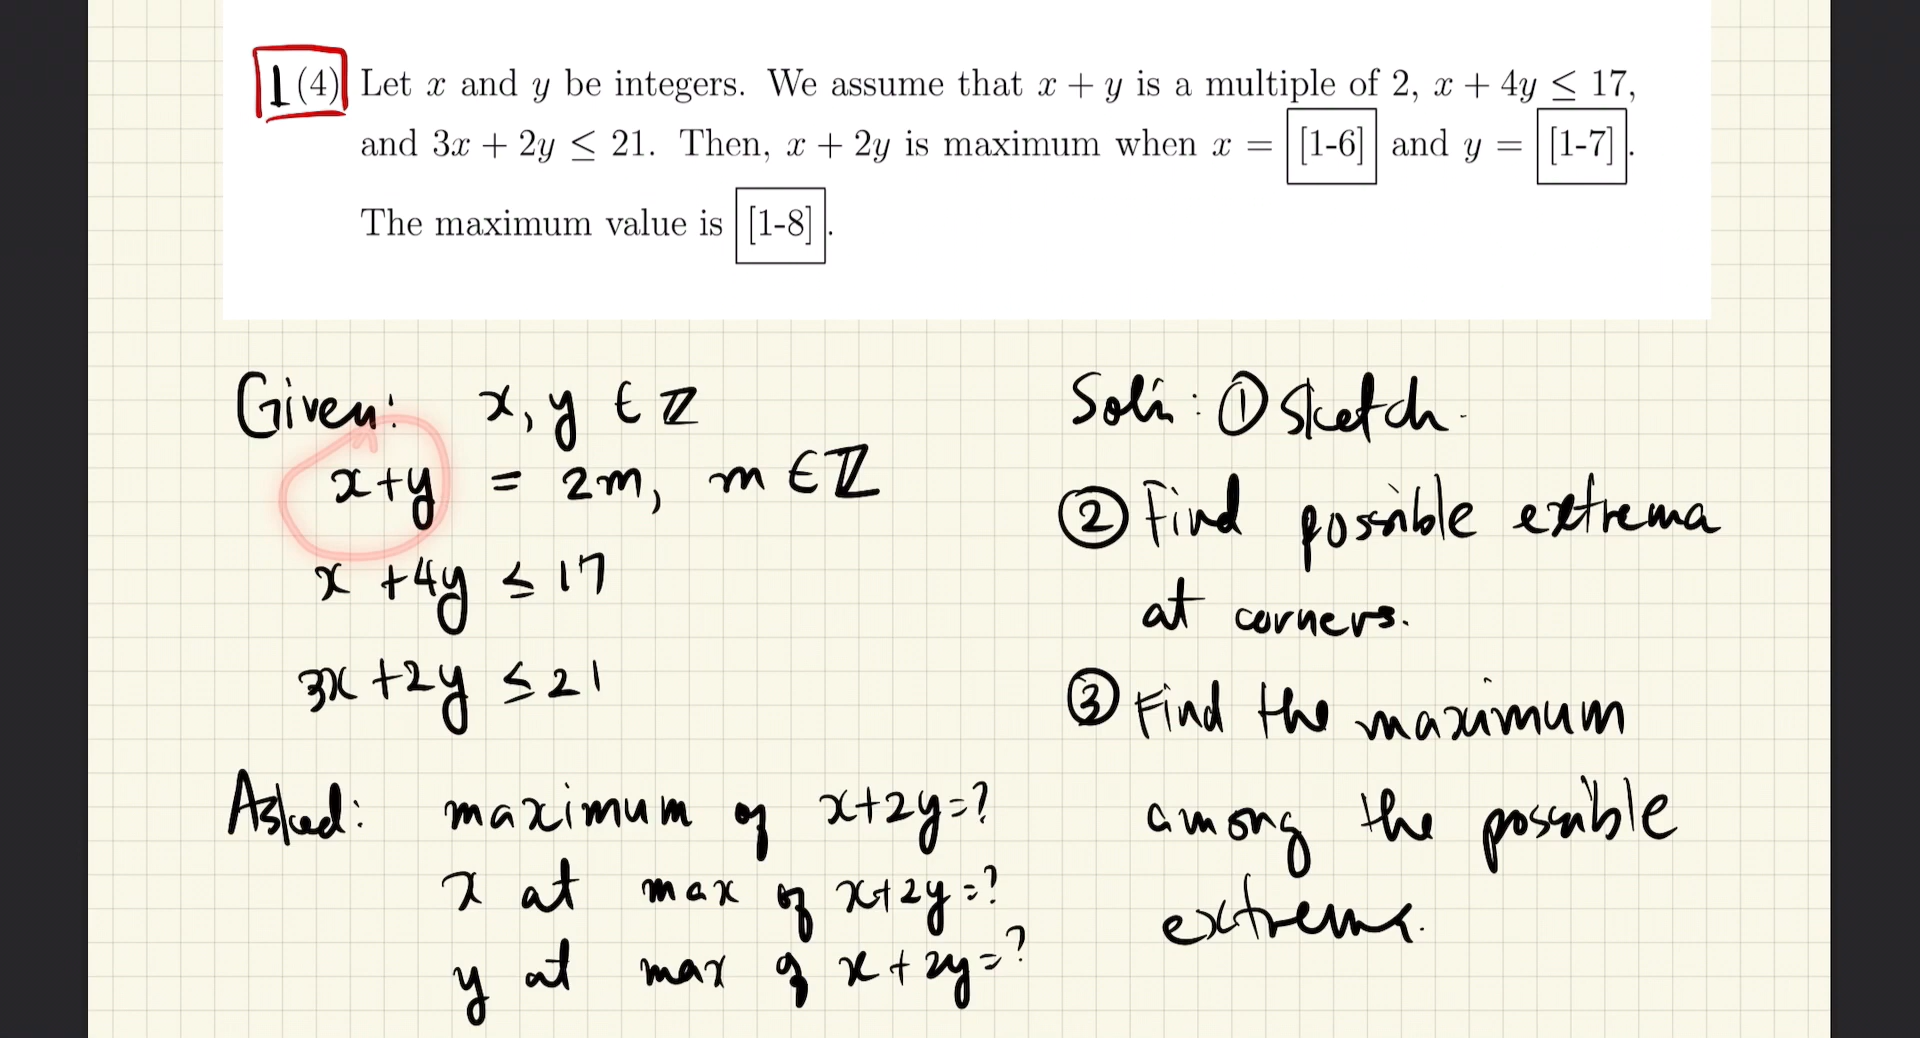 1(4) Let x and y be integers. We assume that x + y is a multiple of 2, x + 4y ≤ 17,
and 3x + 2y ≤ 21. Then, x + 2y is maximum when x = [1-6] and y = [1-7].
The maximum value is [1-8].
Given: x, y ∈ ℤ
x+y = 2m, m ∈ ℤ
x +4y ≤ 17
3x +2y ≤ 21
Asked: maximum of x+2y=?
x at max of x+2y=?
y at max of x+2y=?
Sol'n: ① Sketch.
② Find possible extrema
at corners.
③ Find the maximum
among the possible
extrema.